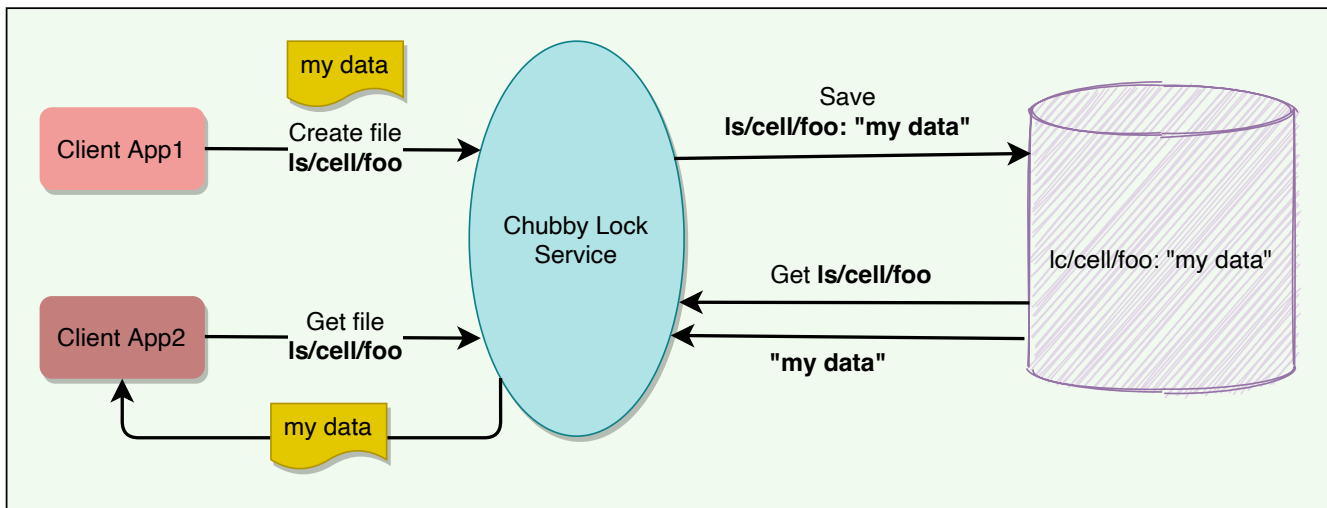 my data
Client App1
Create file
ls/cell/foo
Save
ls/cell/foo: "my data"
Chubby Lock
Service
lc/cell/foo: "my data"
Get ls/cell/foo
Client App2
Get file
ls/cell/foo
"my data"
my data